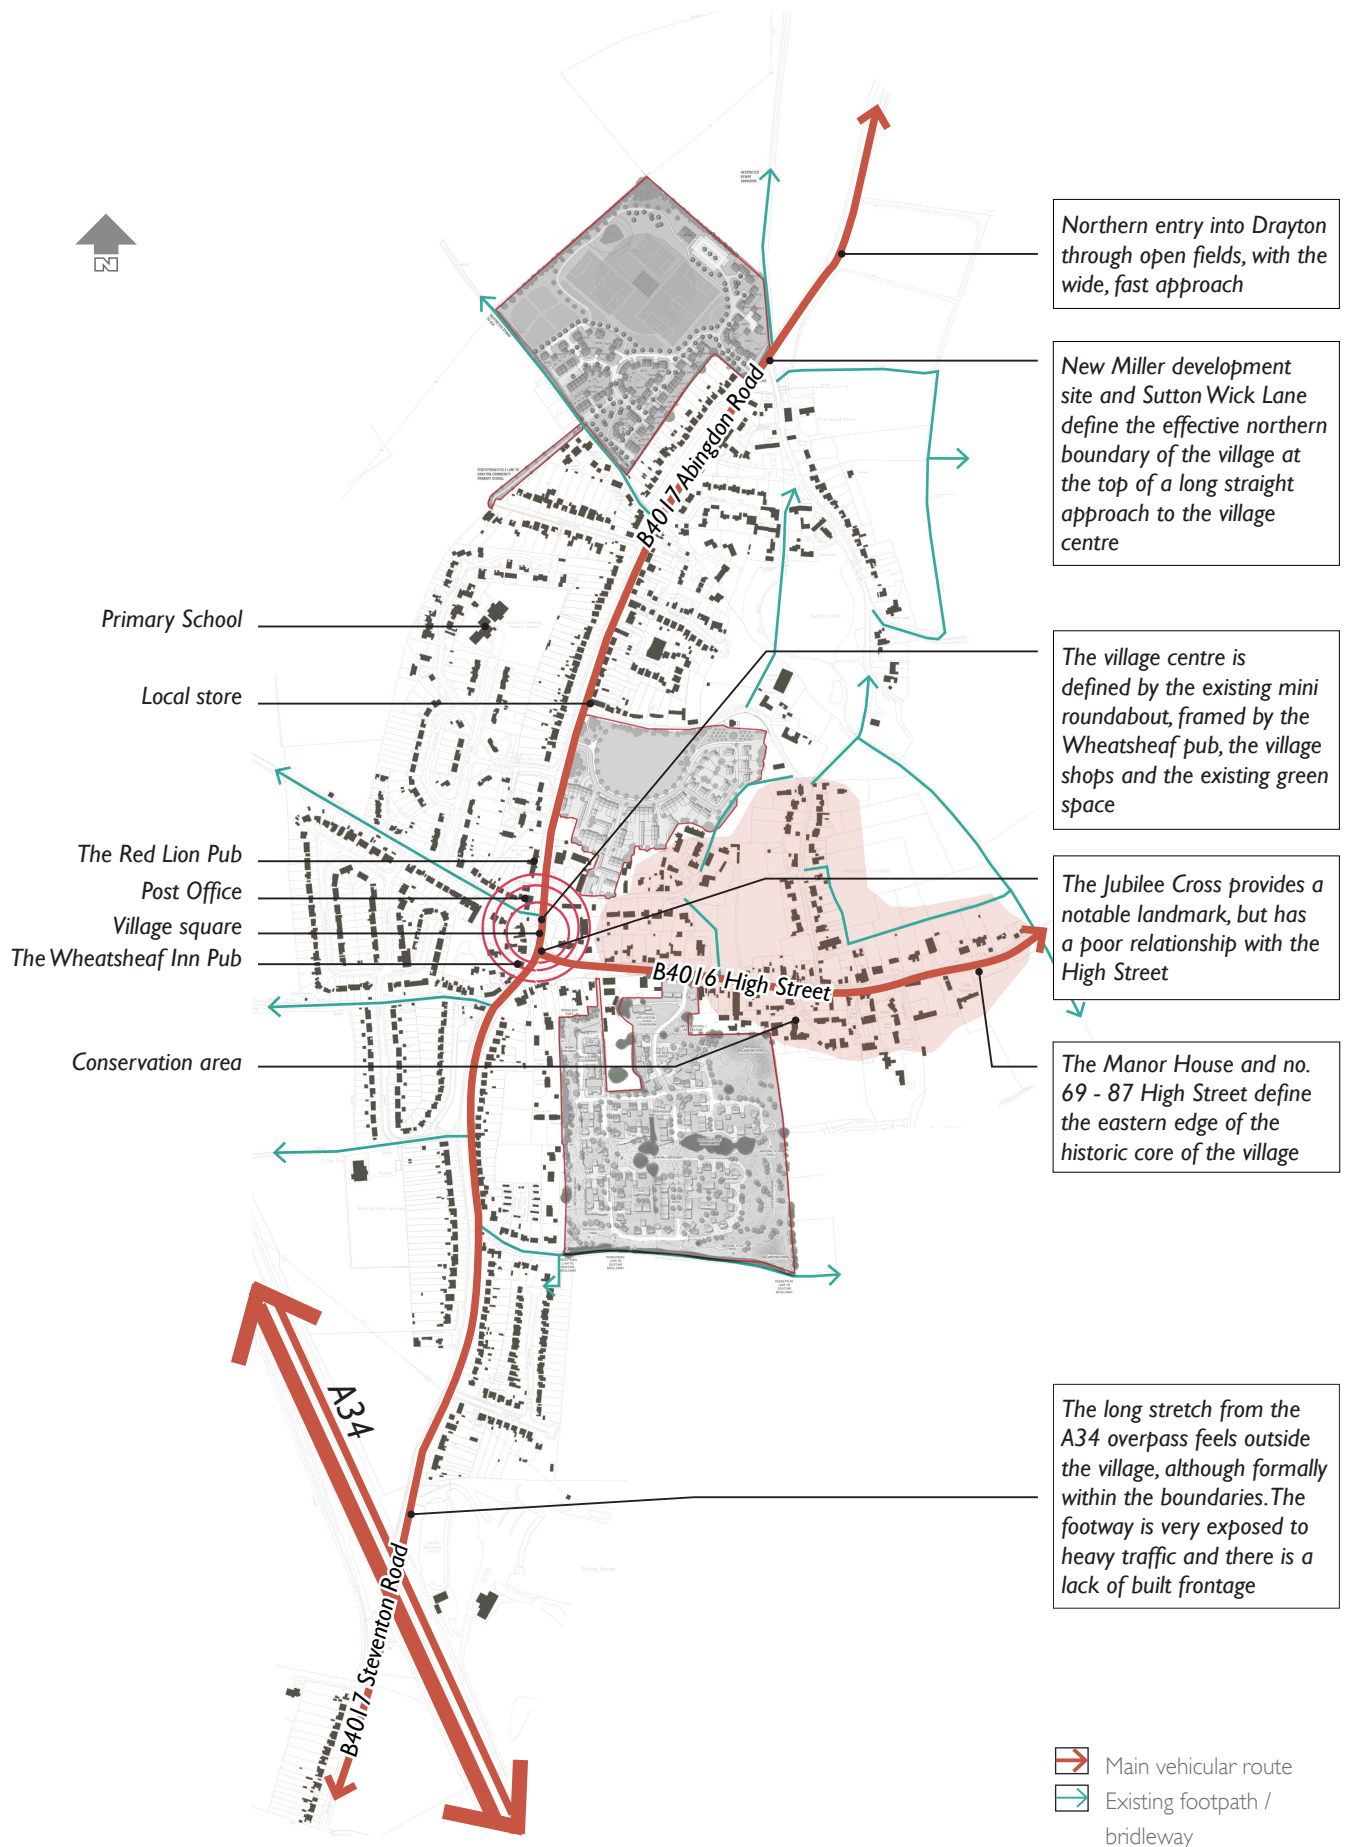 N
Northern entry into Drayton
through open fields, with the
wide, fast approach
New Miller development
site and Sutton Wick Lane
define the effective northern
boundary of the village at
the top of a long straight
approach to the village
centre
B4017 Abingdon Road
Primary School
Local store
The village centre is
defined by the existing mini
roundabout, framed by the
Wheatsheaf pub, the village
shops and the existing green
space
The Red Lion Pub
Post Office
Village square
The Wheatsheaf Inn Pub
The Jubilee Cross provides a
notable landmark, but has
a poor relationship with the
High Street
B4016 High Street
Conservation area
The Manor House and no.
69 - 87 High Street define
the eastern edge of the
historic core of the village
A34
The long stretch from the
A34 overpass feels outside
the village, although formally
within the boundaries. The
footway is very exposed to
heavy traffic and there is a
lack of built frontage
B4017 Steventon Road
Main vehicular route
Existing footpath /
bridleway